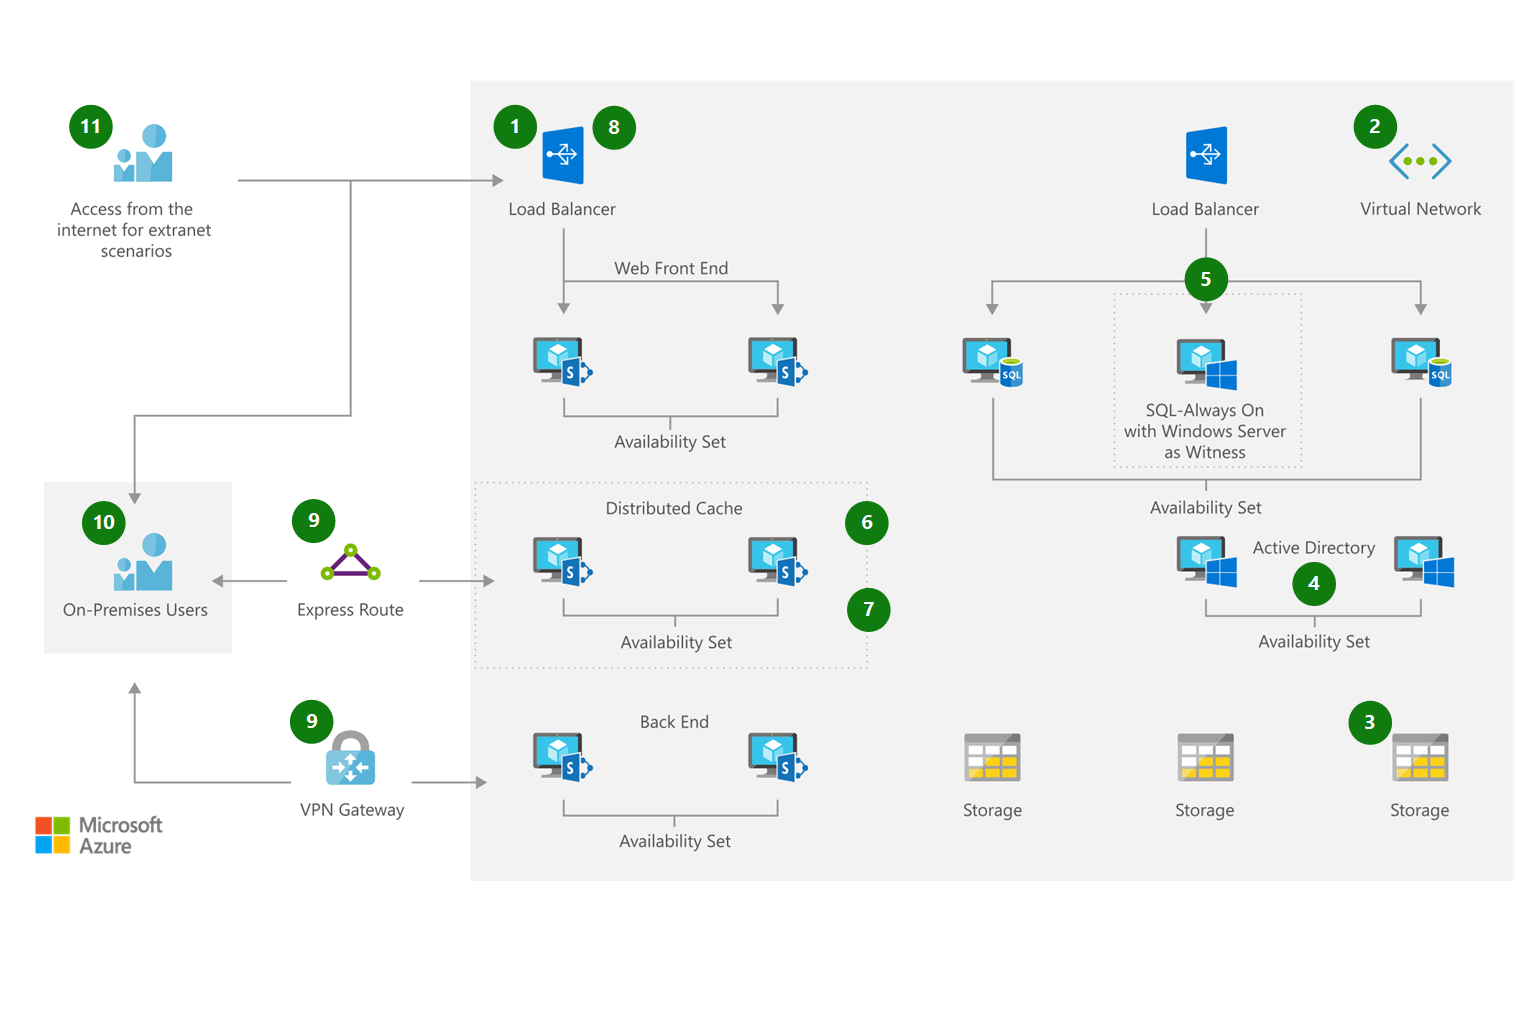 11
Access from the
internet for extranet
scenarios
1
8
Load Balancer
Load Balancer
2
Virtual Network
Web Front End
5
S
S
SQL
SQL
SQL-Always On
with Windows Server
as Witness
Availability Set
Availability Set
10
On-Premises Users
9
Express Route
Distributed Cache
6
S
S
7
Availability Set
Active Directory
4
Availability Set
9
VPN Gateway
Back End
S
S
Availability Set
Storage
Storage
3
Storage
Microsoft
Azure